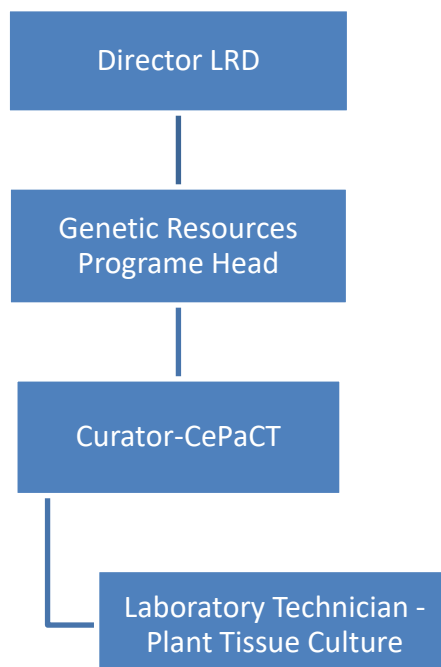 Director LRD
Genetic Resources
Programe Head
Curator-CePaCT
Laboratory Technician -
Plant Tissue Culture